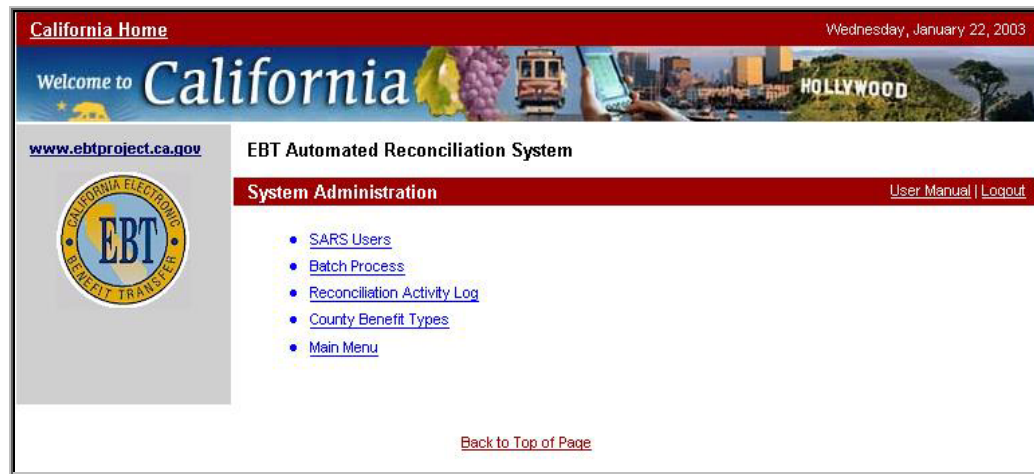 California Home
Wednesday, January 22, 2003
Welcome to California
HOLLYWOOD
www.ebtproject.ca.gov
CALIFORNIA ELECTRONIC
EBT
BENEFIT TRANSFER
EBT Automated Reconciliation System
System Administration
User Manual | Logout
SARS Users
Batch Process
Reconciliation Activity Log
County Benefit Types
Main Menu
Back to Top of Page